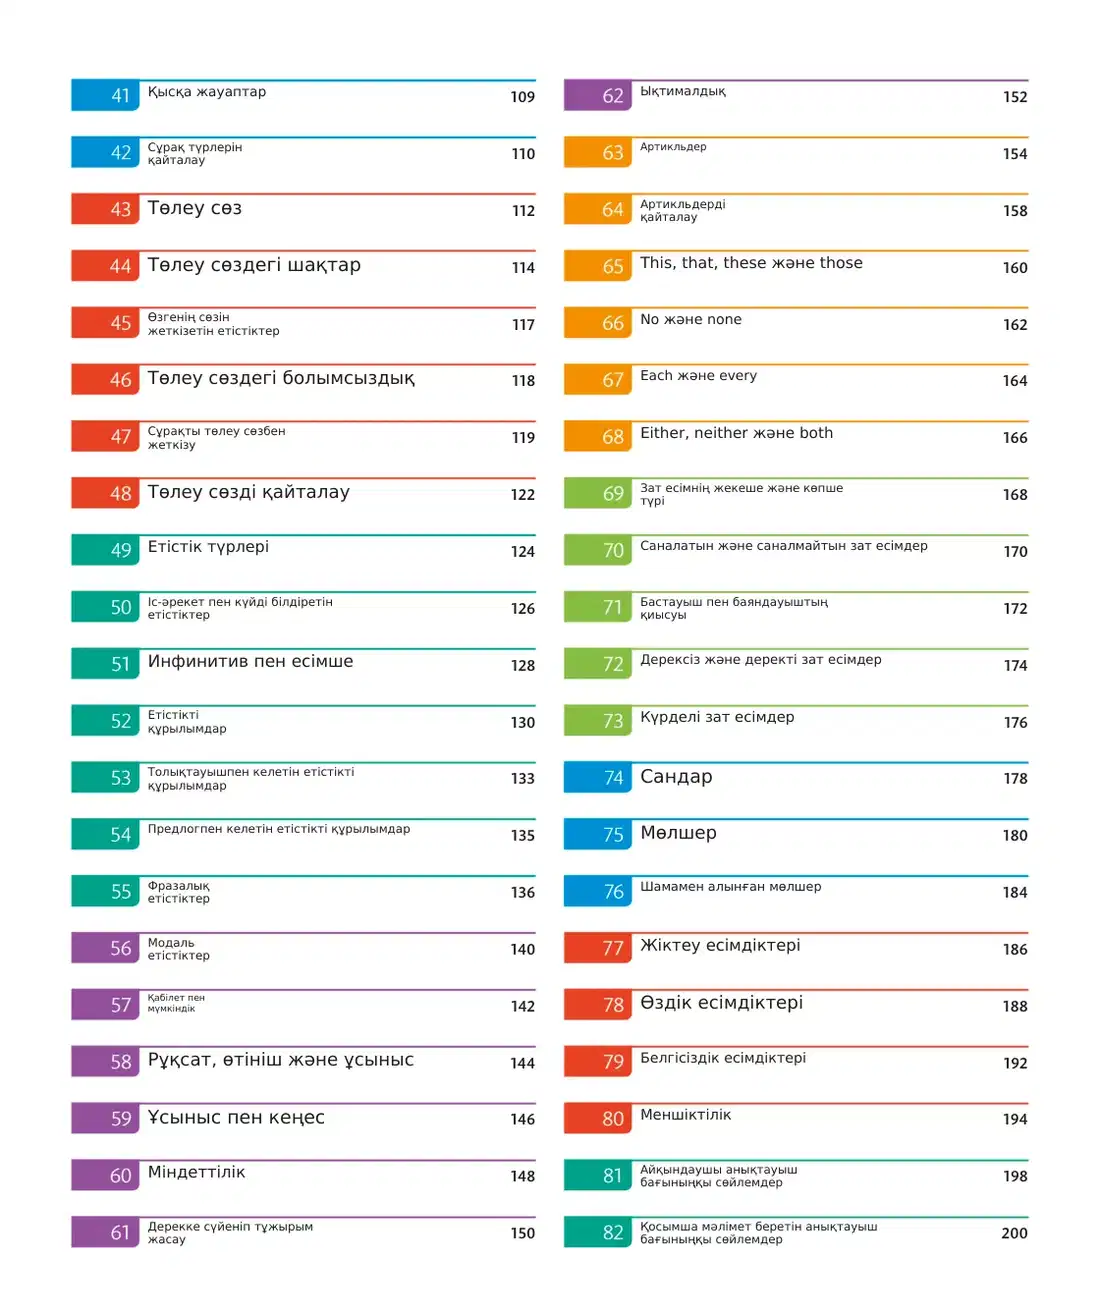 41 Қысқа жауаптар 109
42 Сұрақ түрлерін
қайталау 110
43 Төлеу сөз 112
44 Төлеу сөздегі шақтар 114
45 Өзгенің сөзін
жеткізетін етістіктер 117
46 Төлеу сөздегі болымсыздық 118
47 Сұрақты төлеу сөзбен
жеткізу 119
48 Төлеу сөзді қайталау 122
49 Етістік түрлері 124
50 Іс-әрекет пен күйді білдіретін
етістіктер 126
51 Инфинитив пен есімше 128
52 Етістікті
құрылымдар 130
53 Толықтауышпен келетін етістікті
құрылымдар 133
54 Предлогпен келетін етістікті құрылымдар 135
55 Фразалық
етістіктер 136
56 Модаль
етістіктер 140
57 Қабілет пен
мүмкіндік 142
58 Рұқсат, өтініш және ұсыныс 144
59 Ұсыныс пен кеңес 146
60 Міндеттілік 148
61 Дерекке сүйеніп тұжырым
жасау 150
62 Ықтималдық 152
63 Артикльдер 154
64 Артикльдерді
қайталау 158
65 This, that, these және those 160
66 No және none 162
67 Each және every 164
68 Either, neither және both 166
69 Зат есімнің жекеше және көпше
түрі 168
70 Саналатын және саналмайтын зат есімдер 170
71 Бастауыш пен баяндауыштың
қиысуы 172
72 Дерексіз және деректі зат есімдер 174
73 Күрделі зат есімдер 176
74 Сандар 178
75 Мөлшер 180
76 Шамамен алынған мөлшер 184
77 Жіктеу есімдіктері 186
78 Өздік есімдіктері 188
79 Белгісіздік есімдіктері 192
80 Меншіктілік 194
81 Айқындаушы анықтауыш
бағыныңқы сөйлемдер 198
82 Қосымша мәлімет беретін анықтауыш
бағыныңқы сөйлемдер 200